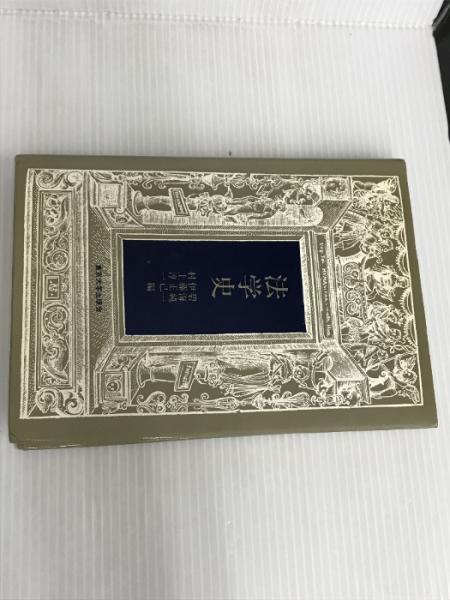 法学史
碧海純一
伊藤正己 編
村上淳一
東京大学出版会